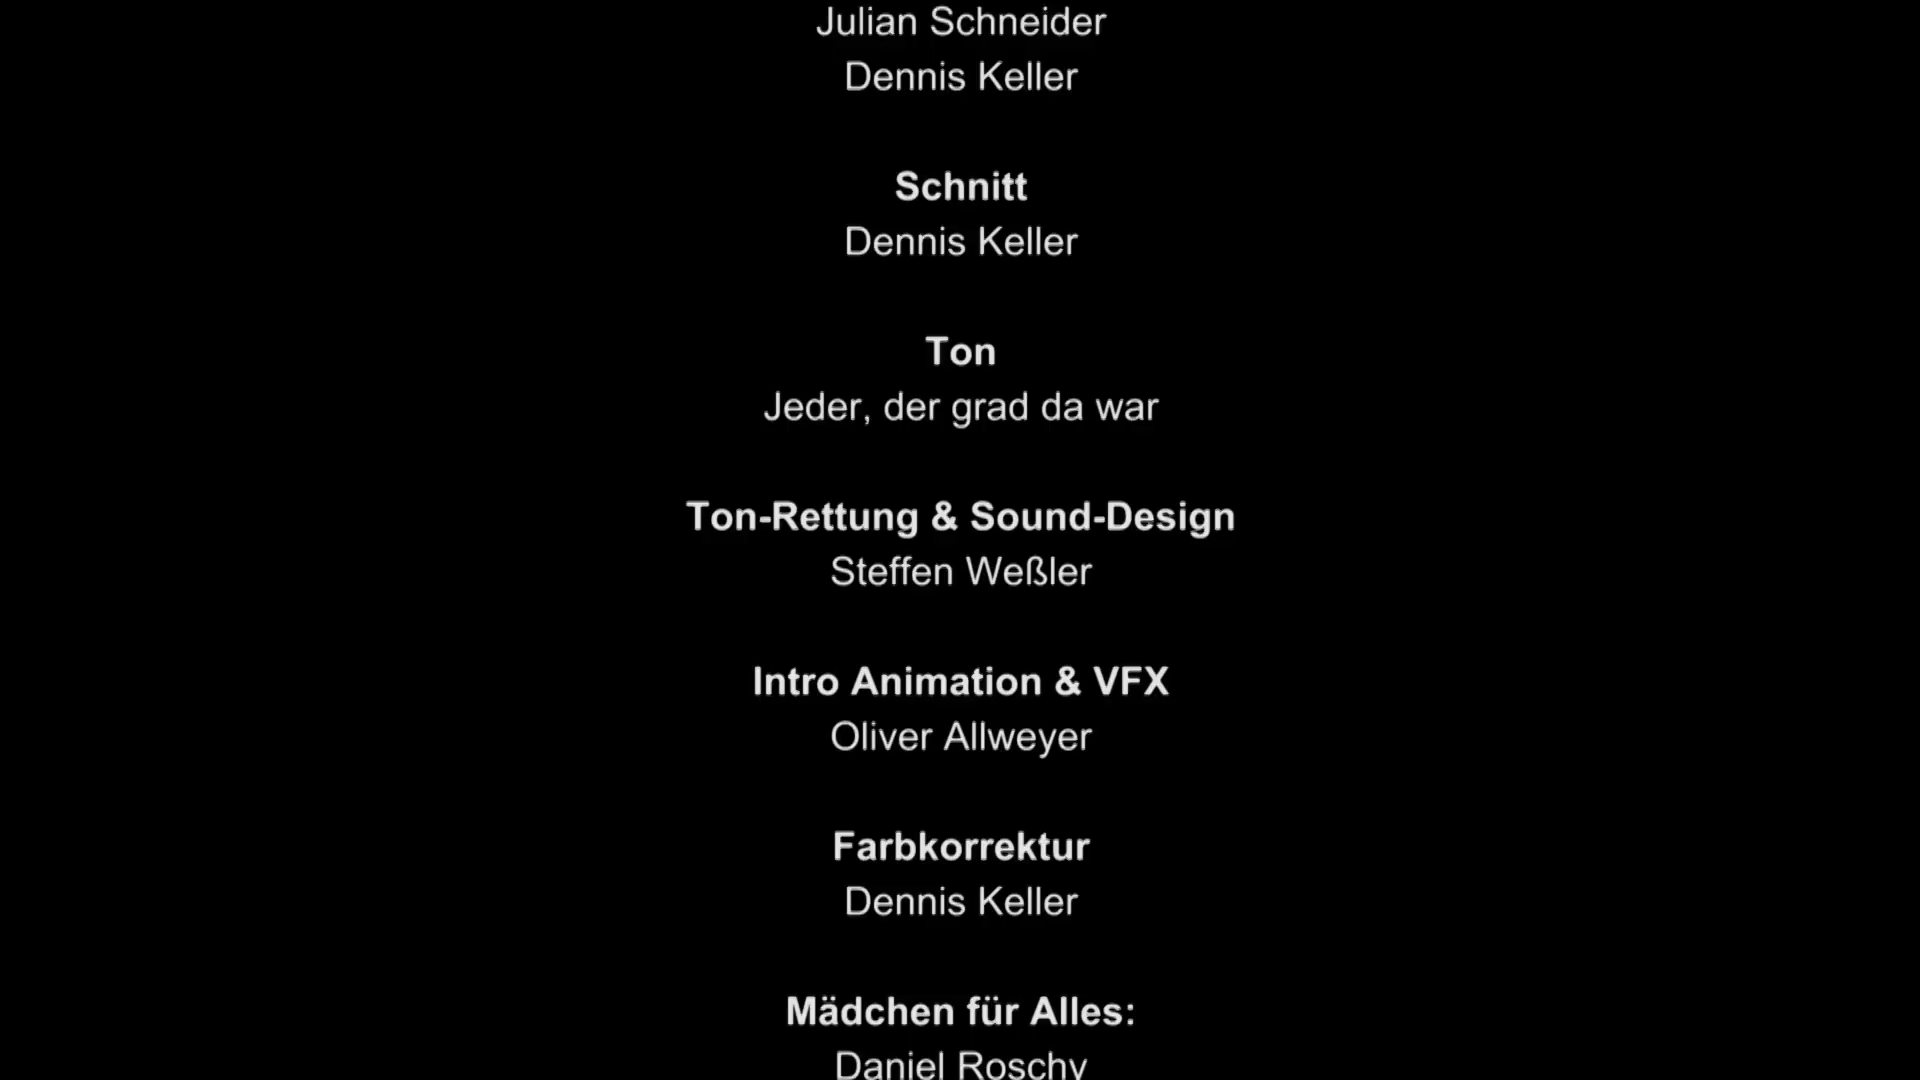 Julian Schneider
Dennis Keller
Schnitt
Dennis Keller
Ton
Jeder, der grad da war
Ton-Rettung & Sound-Design
Steffen Weßler
Intro Animation & VFX
Oliver Allweyer
Farbkorrektur
Dennis Keller
Mädchen für Alles:
Daniel Roschy